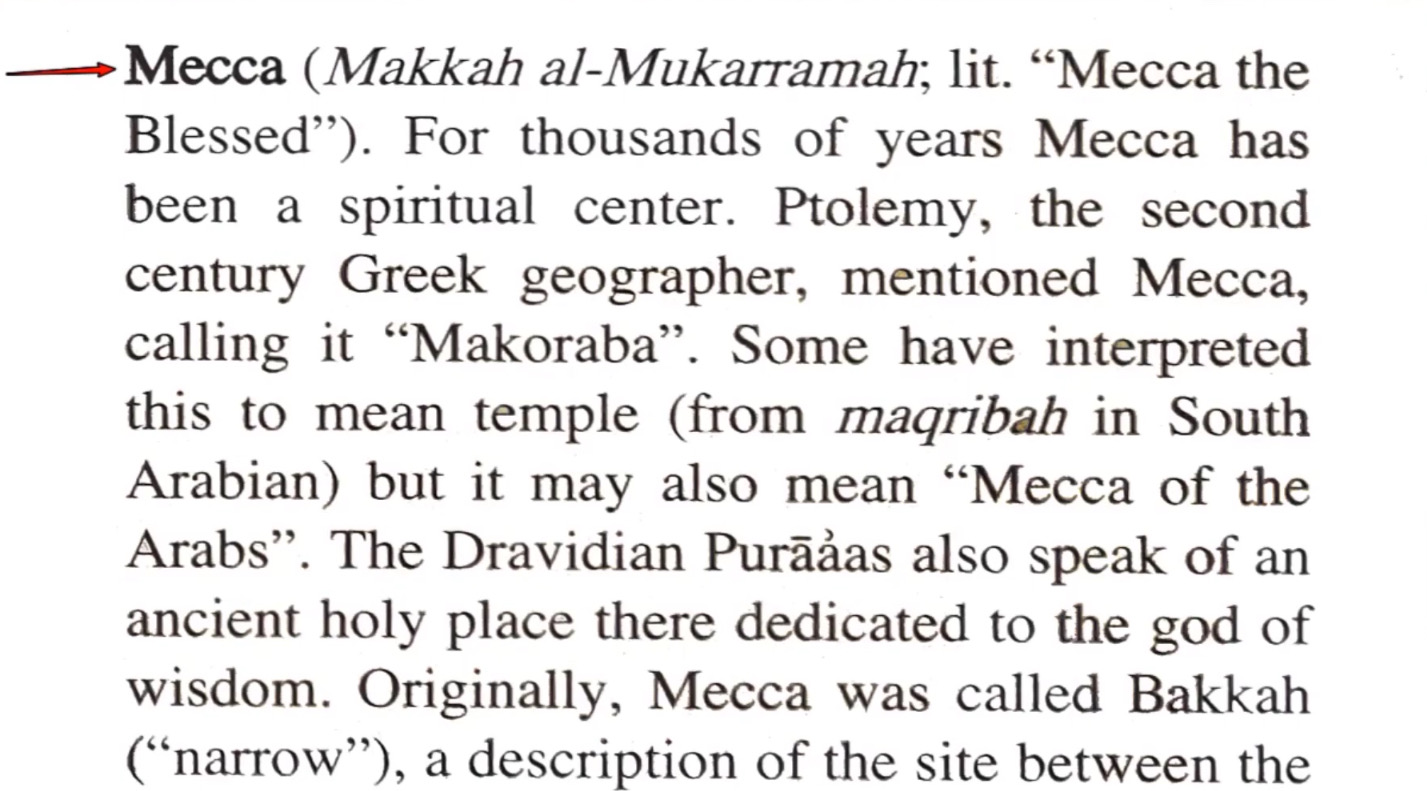 Mecca (Makkah al-Mukarramah; lit. “Mecca the
Blessed”). For thousands of years Mecca has
been a spiritual center. Ptolemy, the second
century Greek geographer, mentioned Mecca,
calling it “Makoraba”. Some have interpreted
this to mean temple (from maqribah in South
Arabian) but it may also mean “Mecca of the
Arabs”. The Dravidian Purāȧas also speak of an
ancient holy place there dedicated to the god of
wisdom. Originally, Mecca was called Bakkah
(“narrow”), a description of the site between the